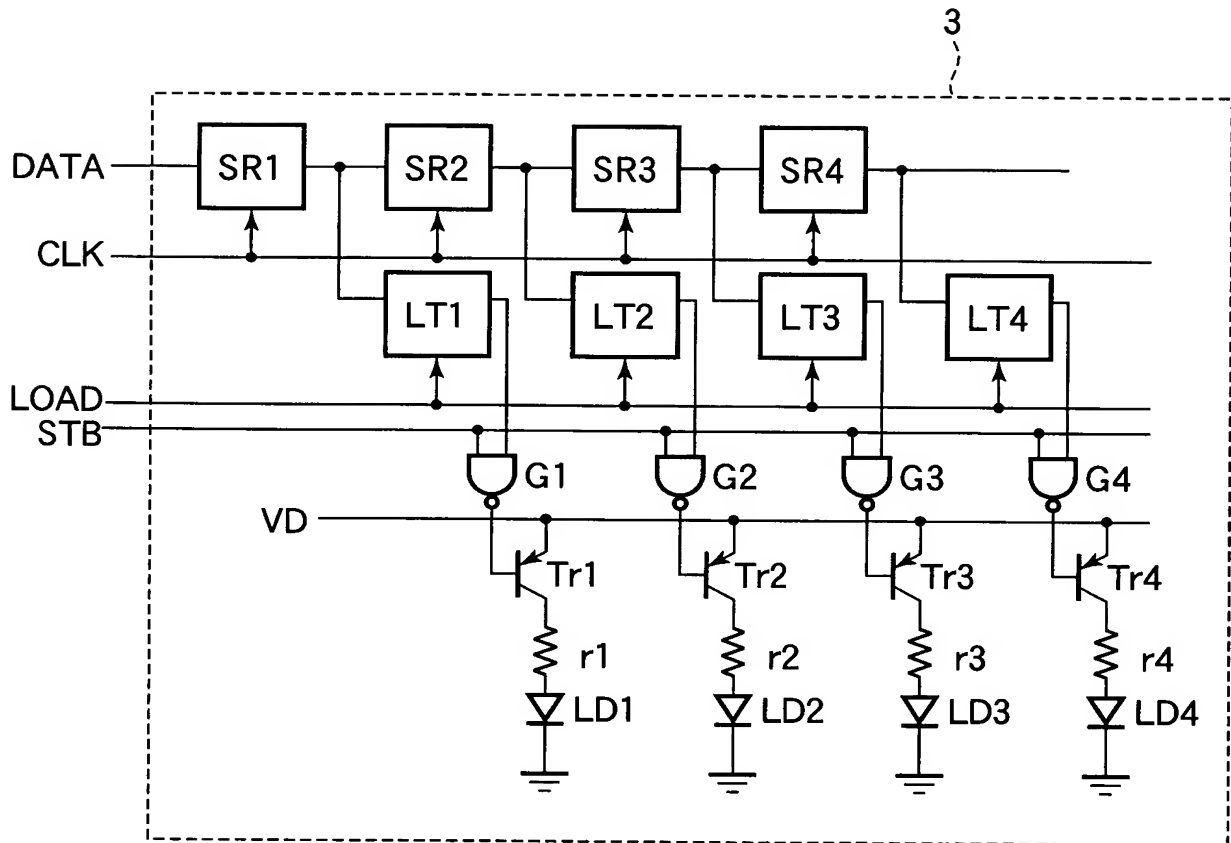 3
DATA SR1 SR2 SR3 SR4
CLK
LT1 LT2 LT3 LT4
LOAD
STB
G1 G2 G3 G4
VD
Tr1 Tr2 Tr3 Tr4
r1 r2 r3 r4
LD1 LD2 LD3 LD4